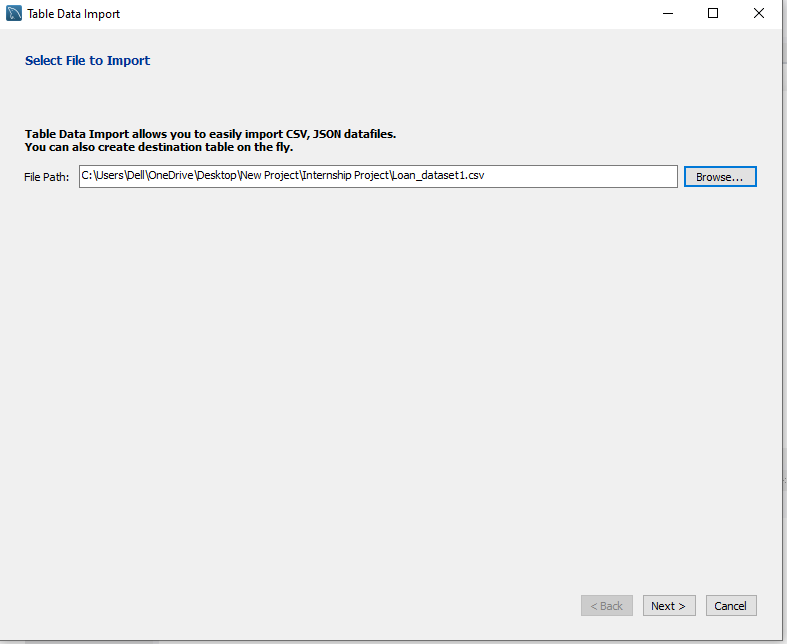 Table Data Import
Select File to Import
Table Data Import allows you to easily import CSV, JSON datafiles.
You can also create destination table on the fly.
File Path: C:\Users\Dell\OneDrive\Desktop\New Project\Internship Project\Loan_dataset1.csv Browse...
< Back Next > Cancel